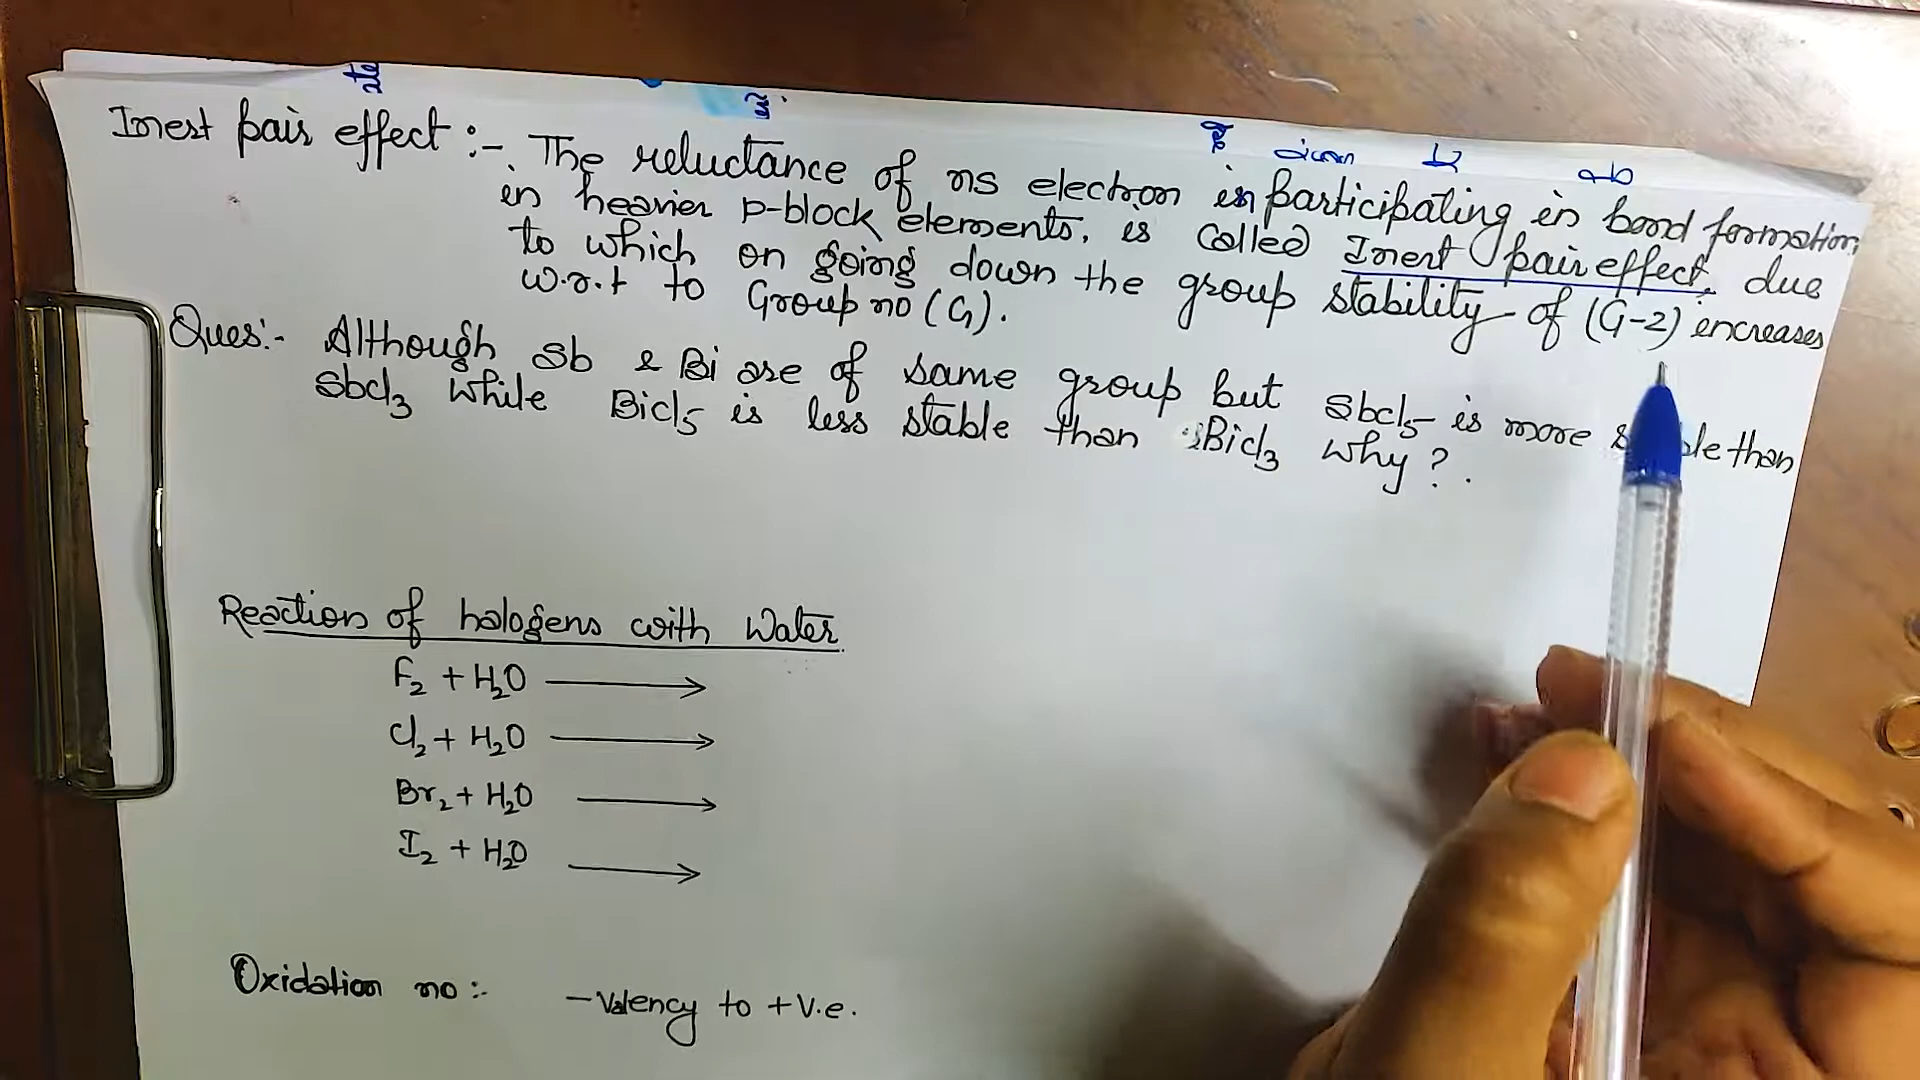 Inert pair effect :- The reluctance of ns electron in participating in bond formation
in heavier p-block elements, is called Inert pair effect, due
to which on going down the group stability of (G-2) increases
w.r.t to Group no (G).
Ques:- Although Sb & Bi are of same group but SbCl5 is more than
SbCl3 while BiCl5 is less stable than BiCl3 why ?.
Reaction of halogens with Water
F2 + H2O ⟶
Cl2 + H2O ⟶
Br2 + H2O ⟶
I2 + H2O ⟶
Oxidation no :- - Valency to + V.e.